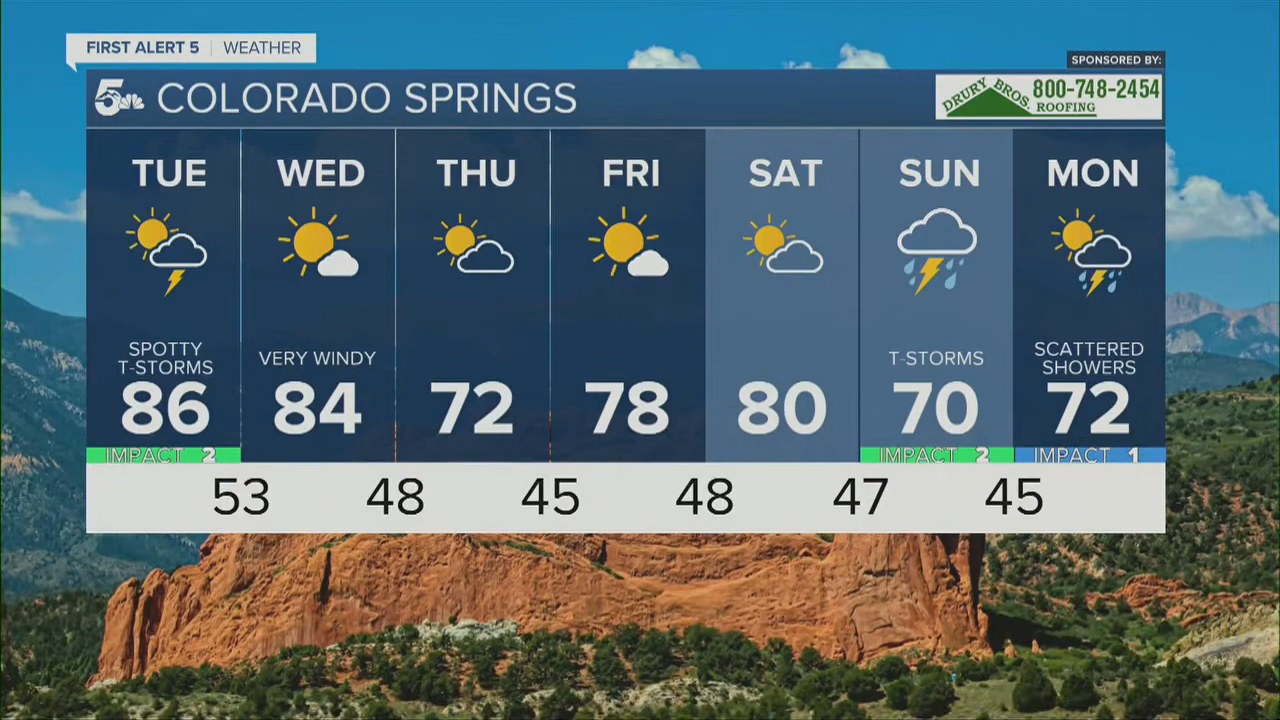 FIRST ALERT 5 | WEATHER
SPONSORED BY:
5 COLORADO SPRINGS
DRURY BROS. ROOFING 800-748-2454
TUE WED THU FRI SAT SUN MON
SPOTTY T-STORMS
VERY WINDY
T-STORMS
SCATTERED SHOWERS
86 84 72 78 80 70 72
IMPACT 2 IMPACT 2 IMPACT 1
53 48 45 48 47 45